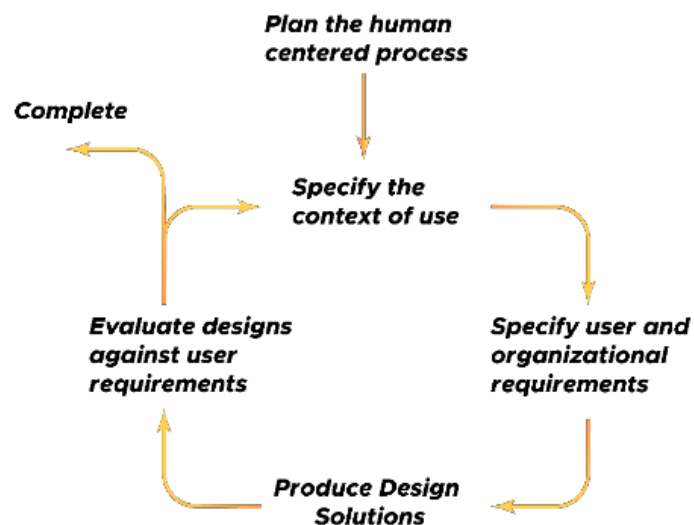 Plan the human
centered process
Complete
Specify the
context of use
Evaluate designs
against user
requirements
Specify user and
organizational
requirements
Produce Design
Solutions